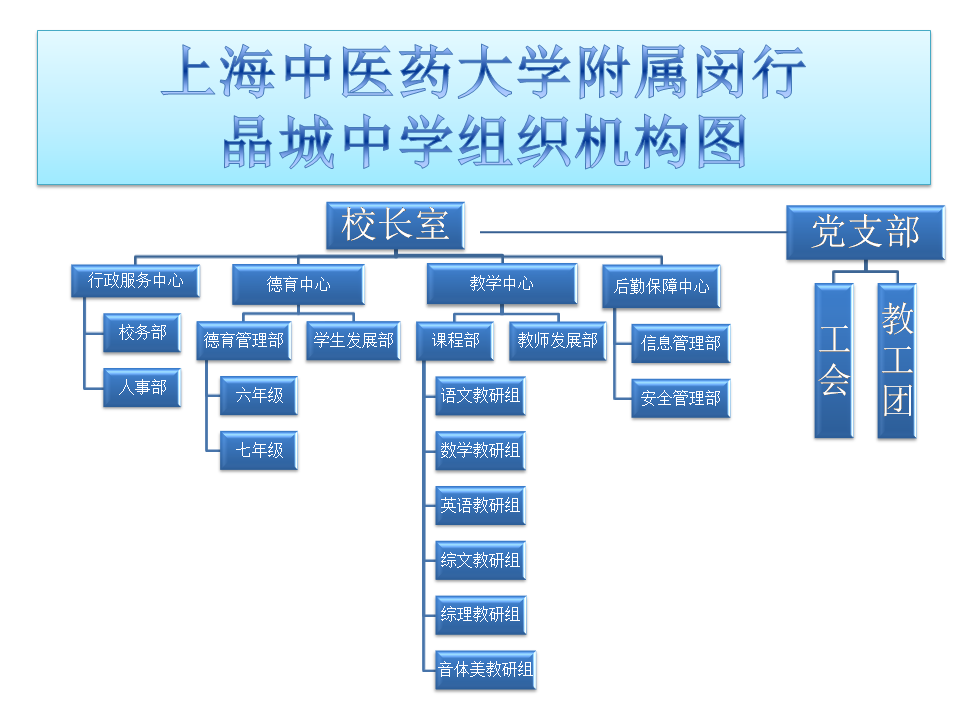 上海中医药大学附属闵行
晶城中学组织机构图
校长室
党支部
行政服务中心
德育中心
教学中心
后勤保障中心
校务部
人事部
德育管理部
学生发展部
六年级
七年级
课程部
教师发展部
语文教研组
数学教研组
英语教研组
综文教研组
综理教研组
音体美教研组
信息管理部
安全管理部
工会
教工团